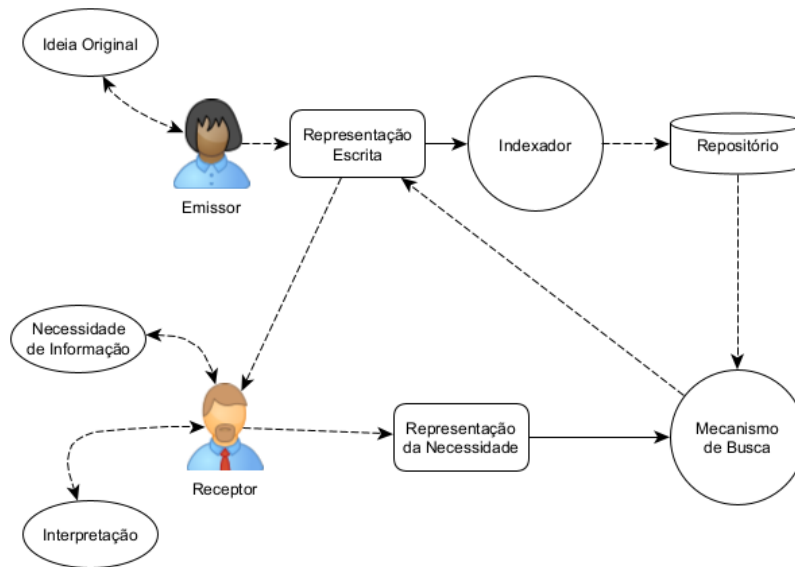 Ideia Original
Representação
Escrita
Indexador
Repositório
Emissor
Necessidade
de Informação
Representação
da Necessidade
Mecanismo
de Busca
Receptor
Interpretação